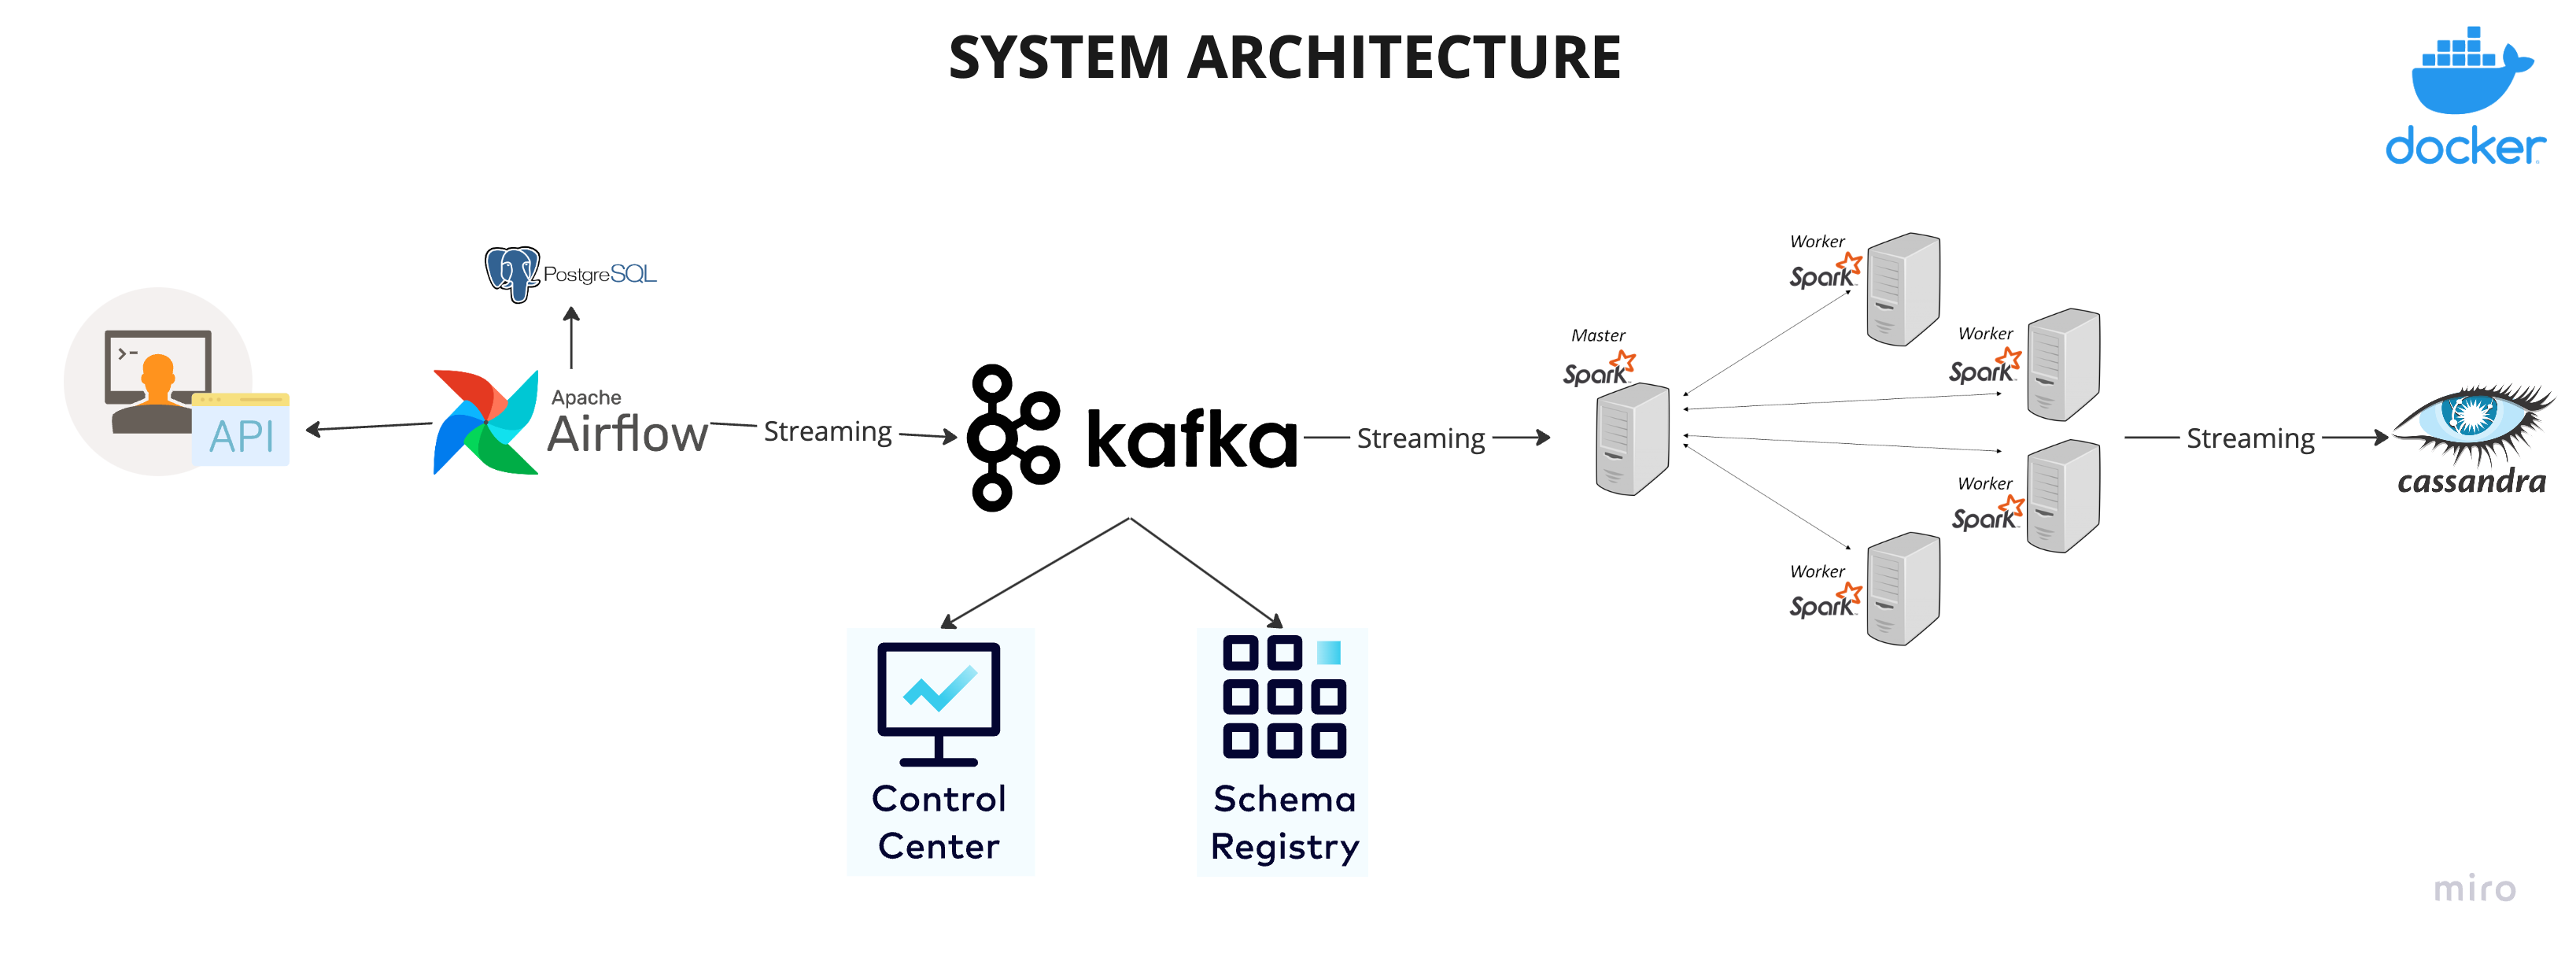 SYSTEM ARCHITECTURE
docker
PostgreSQL
>-
API
Apache
Airflow
Streaming
kafka
Streaming
Master
Spark
Worker
Spark
Worker
Spark
Worker
Spark
Worker
Spark
Streaming
cassandra
Control
Center
Schema
Registry
miro